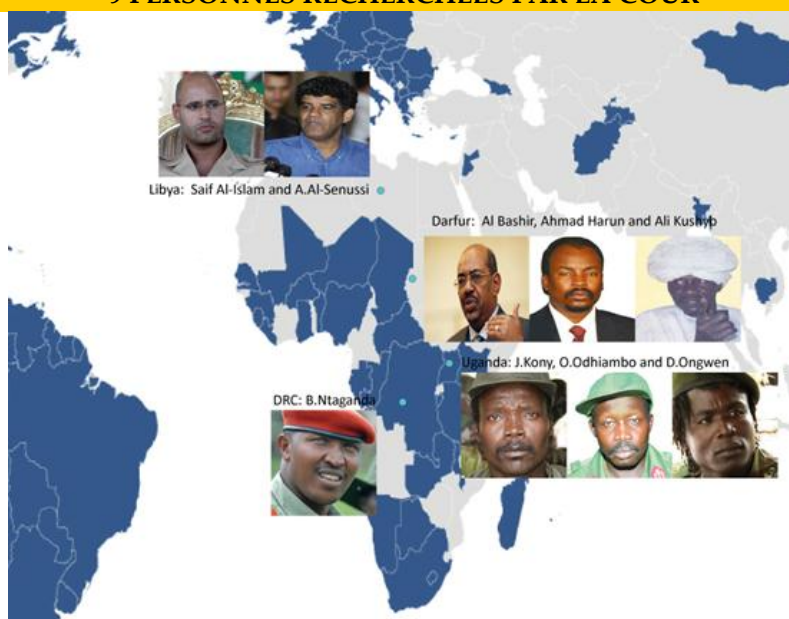 9 PERSONNES RECHERCHÉES PAR LA COUR
Libya: Saif Al-Islam and A.Al-Senussi
Darfur: Al Bashir, Ahmad Harun and Ali Kushyb
Uganda: J.Kony, O.Odhiambo and D.Ongwen
DRC: B.Ntaganda